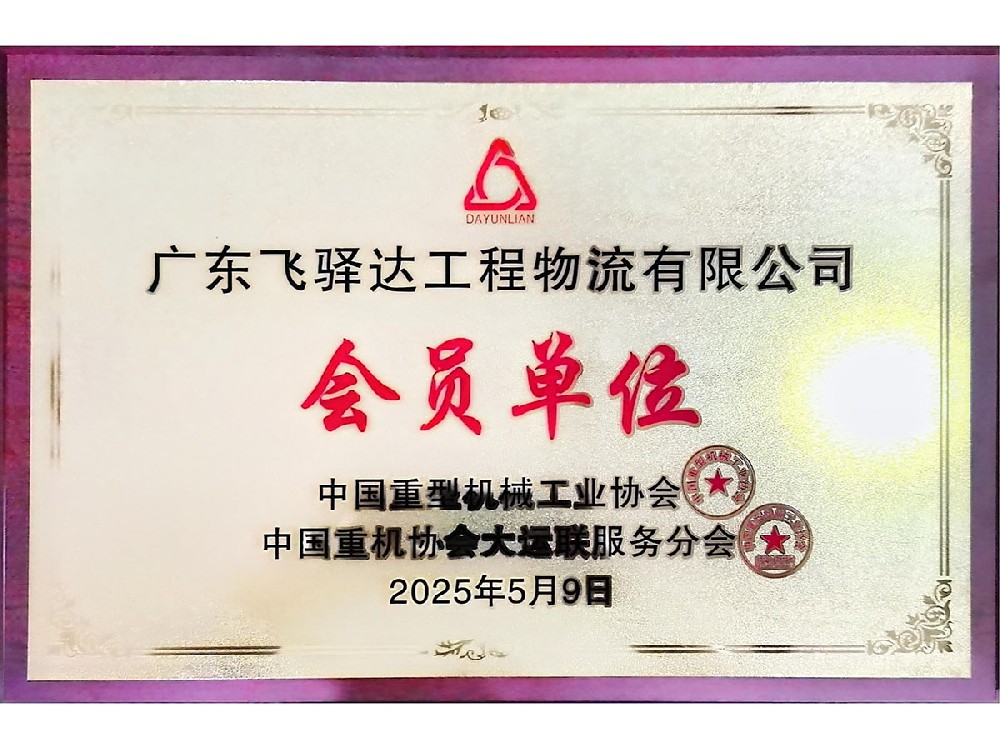 DAYUNLIAN
广东飞驿达工程物流有限公司
会员单位
中国重型机械工业协会
中国重机协会大运联服务分会
2025年5月9日